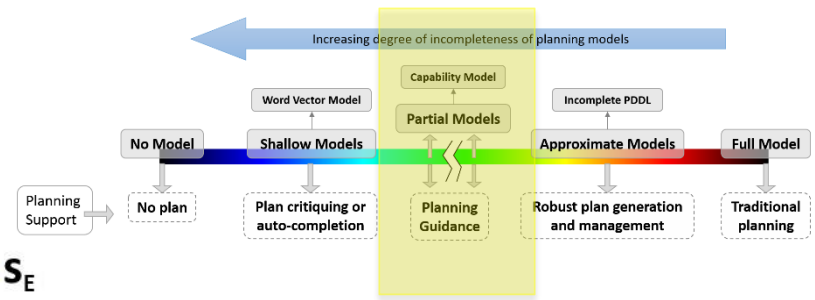 Increasing degree of incompleteness of planning models
Capability Model
Word Vector Model
Incomplete PDDL
Partial Models
No Model
Shallow Models
Approximate Models
Full Model
Planning
Support
No plan
Plan critiquing or
auto-completion
Planning
Guidance
Robust plan generation
and management
Traditional
planning
SE